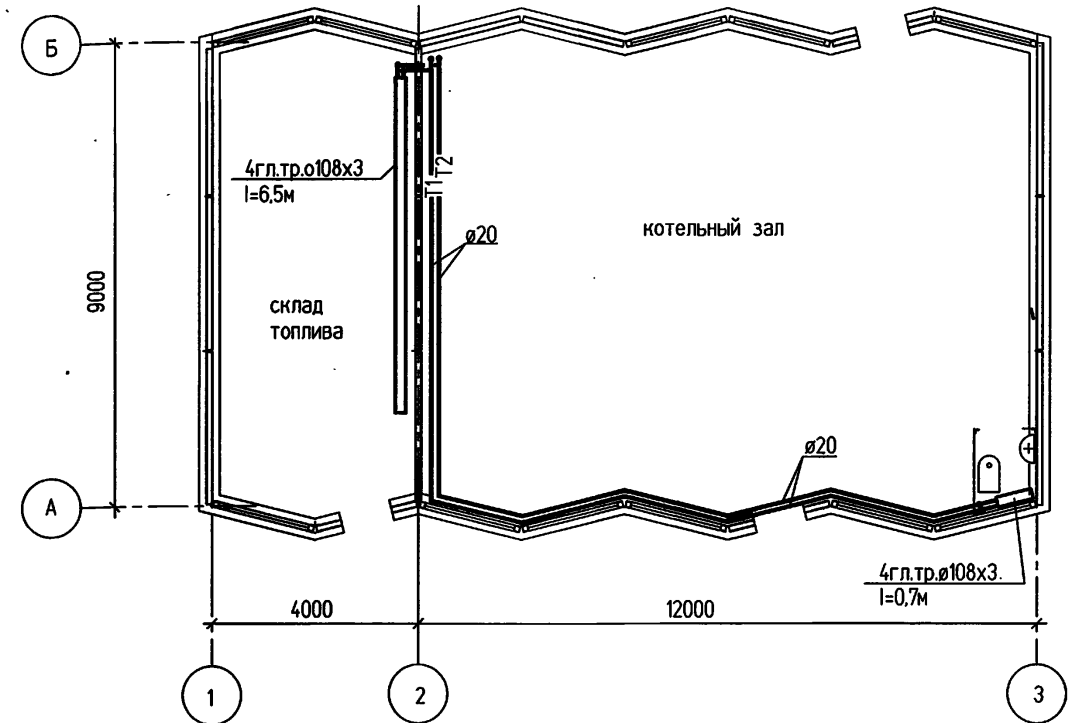 Б
4гл.тр.о108х3
l=6,5м
Т1
Т2
ø20
котельный зал
9000
склад
топлива
ø20
А
4гл.тр.ø108х3.
l=0,7м
4000
12000
1
2
3